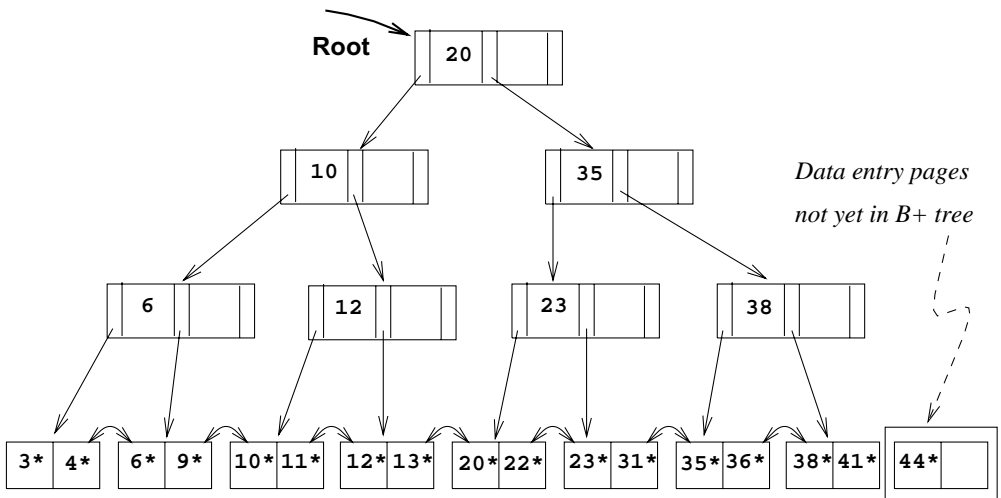 Root
20
10
35
Data entry pages
not yet in B+ tree
6
12
23
38
3* 4* 6* 9* 10* 11* 12* 13* 20* 22* 23* 31* 35* 36* 38* 41* 44*